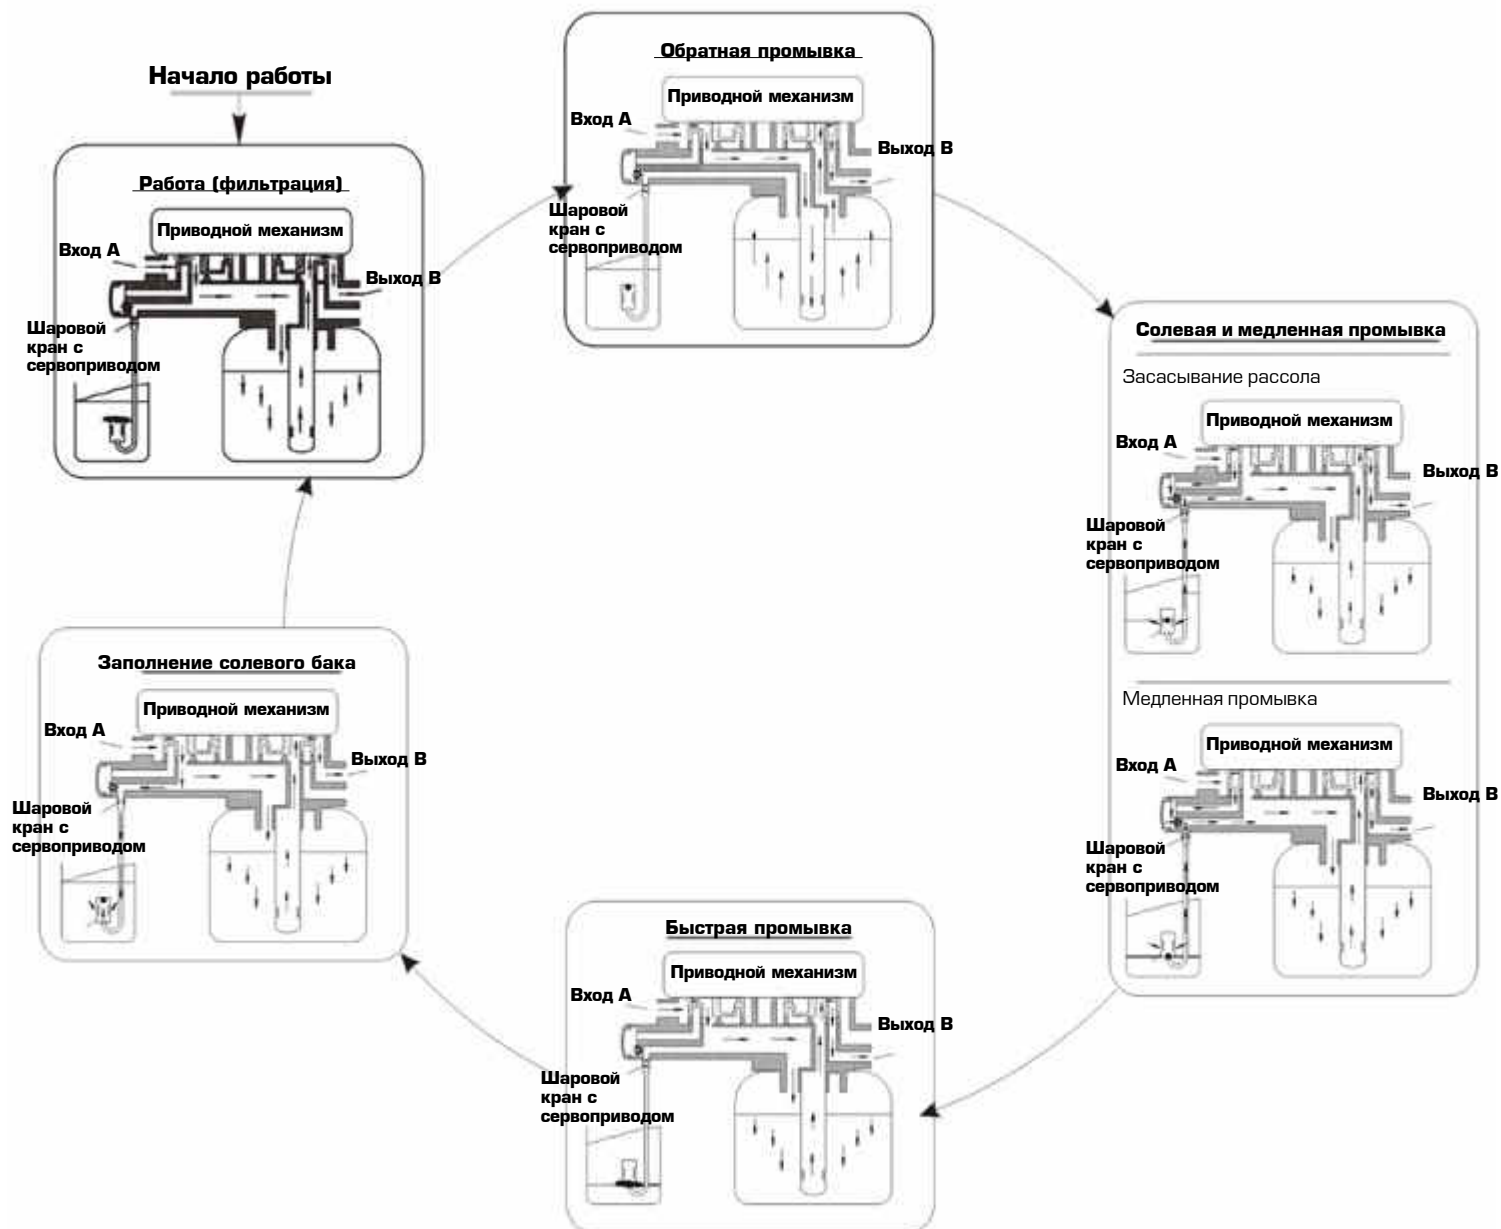 Начало работы
Работа (фильтрация)
Приводной механизм
Вход А
Выход В
Шаровой
кран с
сервоприводом
Обратная промывка
Приводной механизм
Вход А
Выход В
Шаровой
кран с
сервоприводом
Солевая и медленная промывка
Засасывание рассола
Приводной механизм
Вход А
Выход В
Шаровой
кран с
сервоприводом
Медленная промывка
Приводной механизм
Вход А
Выход В
Шаровой
кран с
сервоприводом
Быстрая промывка
Приводной механизм
Вход А
Выход В
Шаровой
кран с
сервоприводом
Заполнение солевого бака
Приводной механизм
Вход А
Выход В
Шаровой
кран с
сервоприводом